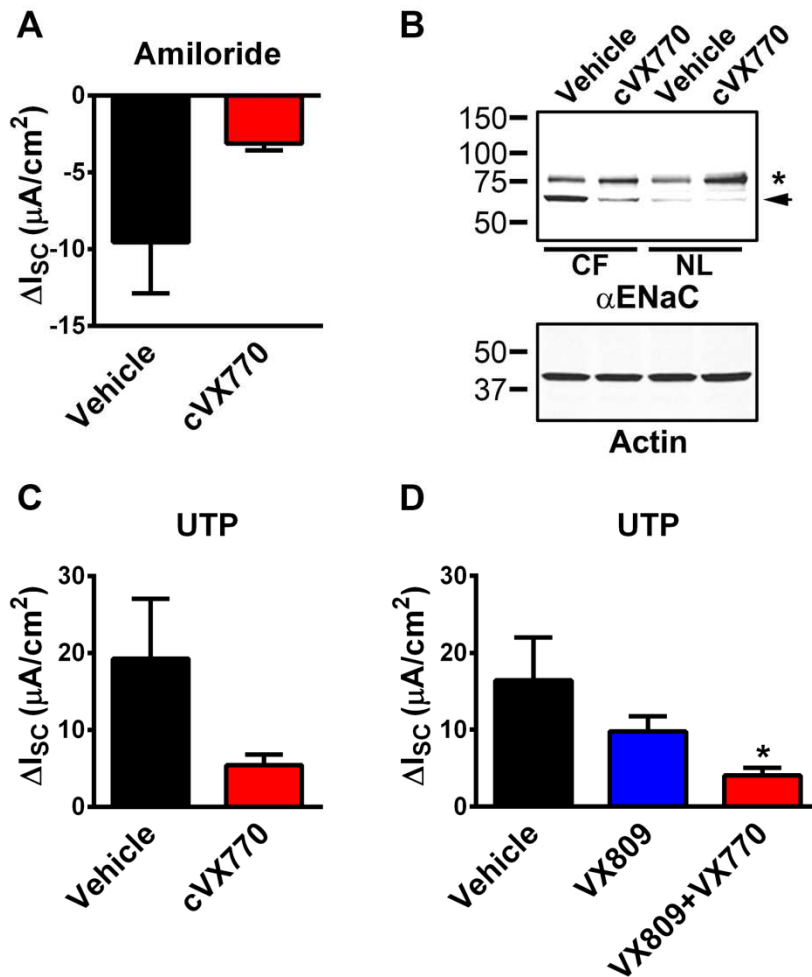 A
Amiloride
ΔISC (μA/cm²)
0
-5
-10
-15
Vehicle
cVX770
B
Vehicle
cVX770
Vehicle
cVX770
150
100
75
50
*
CF
NL
αENaC
50
37
Actin
C
UTP
ΔISC (μA/cm²)
30
20
10
0
Vehicle
cVX770
D
UTP
ΔISC (μA/cm²)
30
20
10
0
*
Vehicle
VX809
VX809+VX770